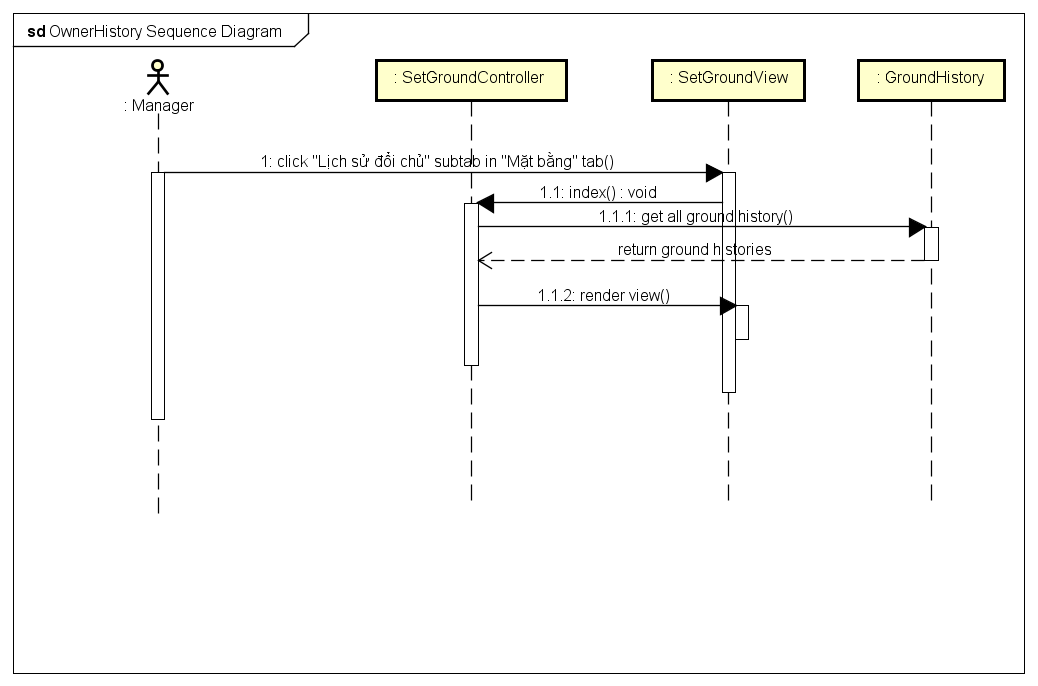 sd OwnerHistory Sequence Diagram
: Manager
: SetGroundController
: SetGroundView
: GroundHistory
1: click "Lịch sử đổi chủ" subtab in "Mặt bằng" tab()
1.1: index() : void
1.1.1: get all ground history()
return ground histories
1.1.2: render view()